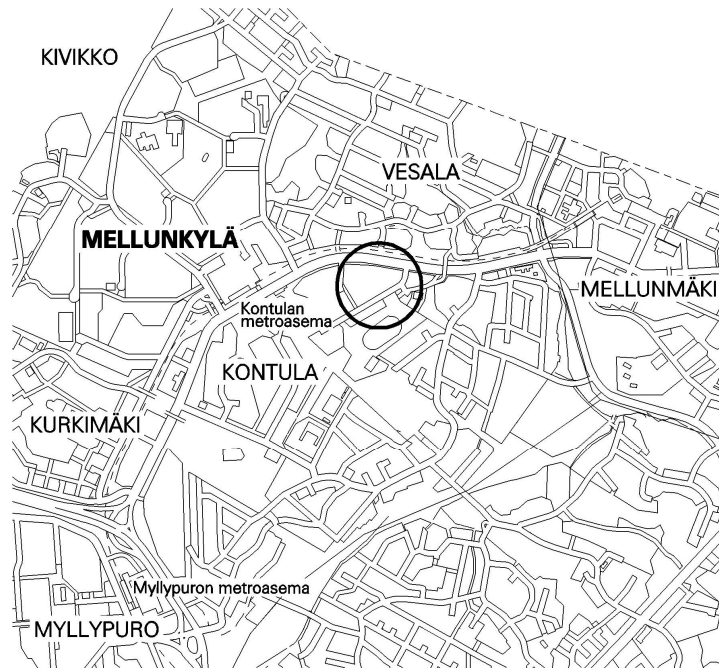 KIVIKKO
VESALA
MELLUNKYLÄ
MELLUNMÄKI
Kontulan
metroasema
KONTULA
KURKIMÄKI
Myllypuron metroasema
MYLLYPURO